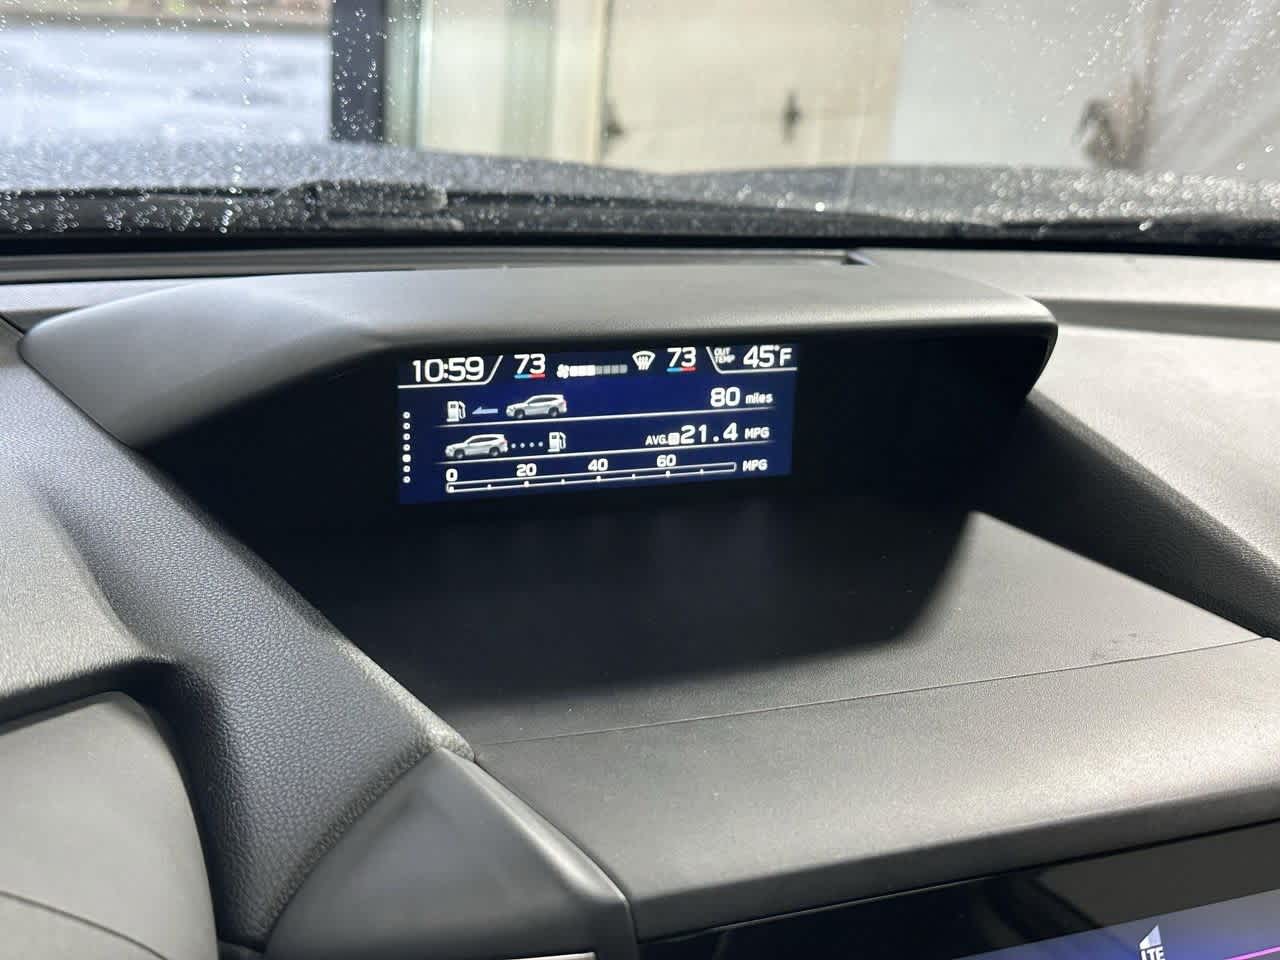 10:59 73 73 OUT TEMP 45°F
80 miles
AVG. 21.4 MPG
0 20 40 60 MPG
LTE